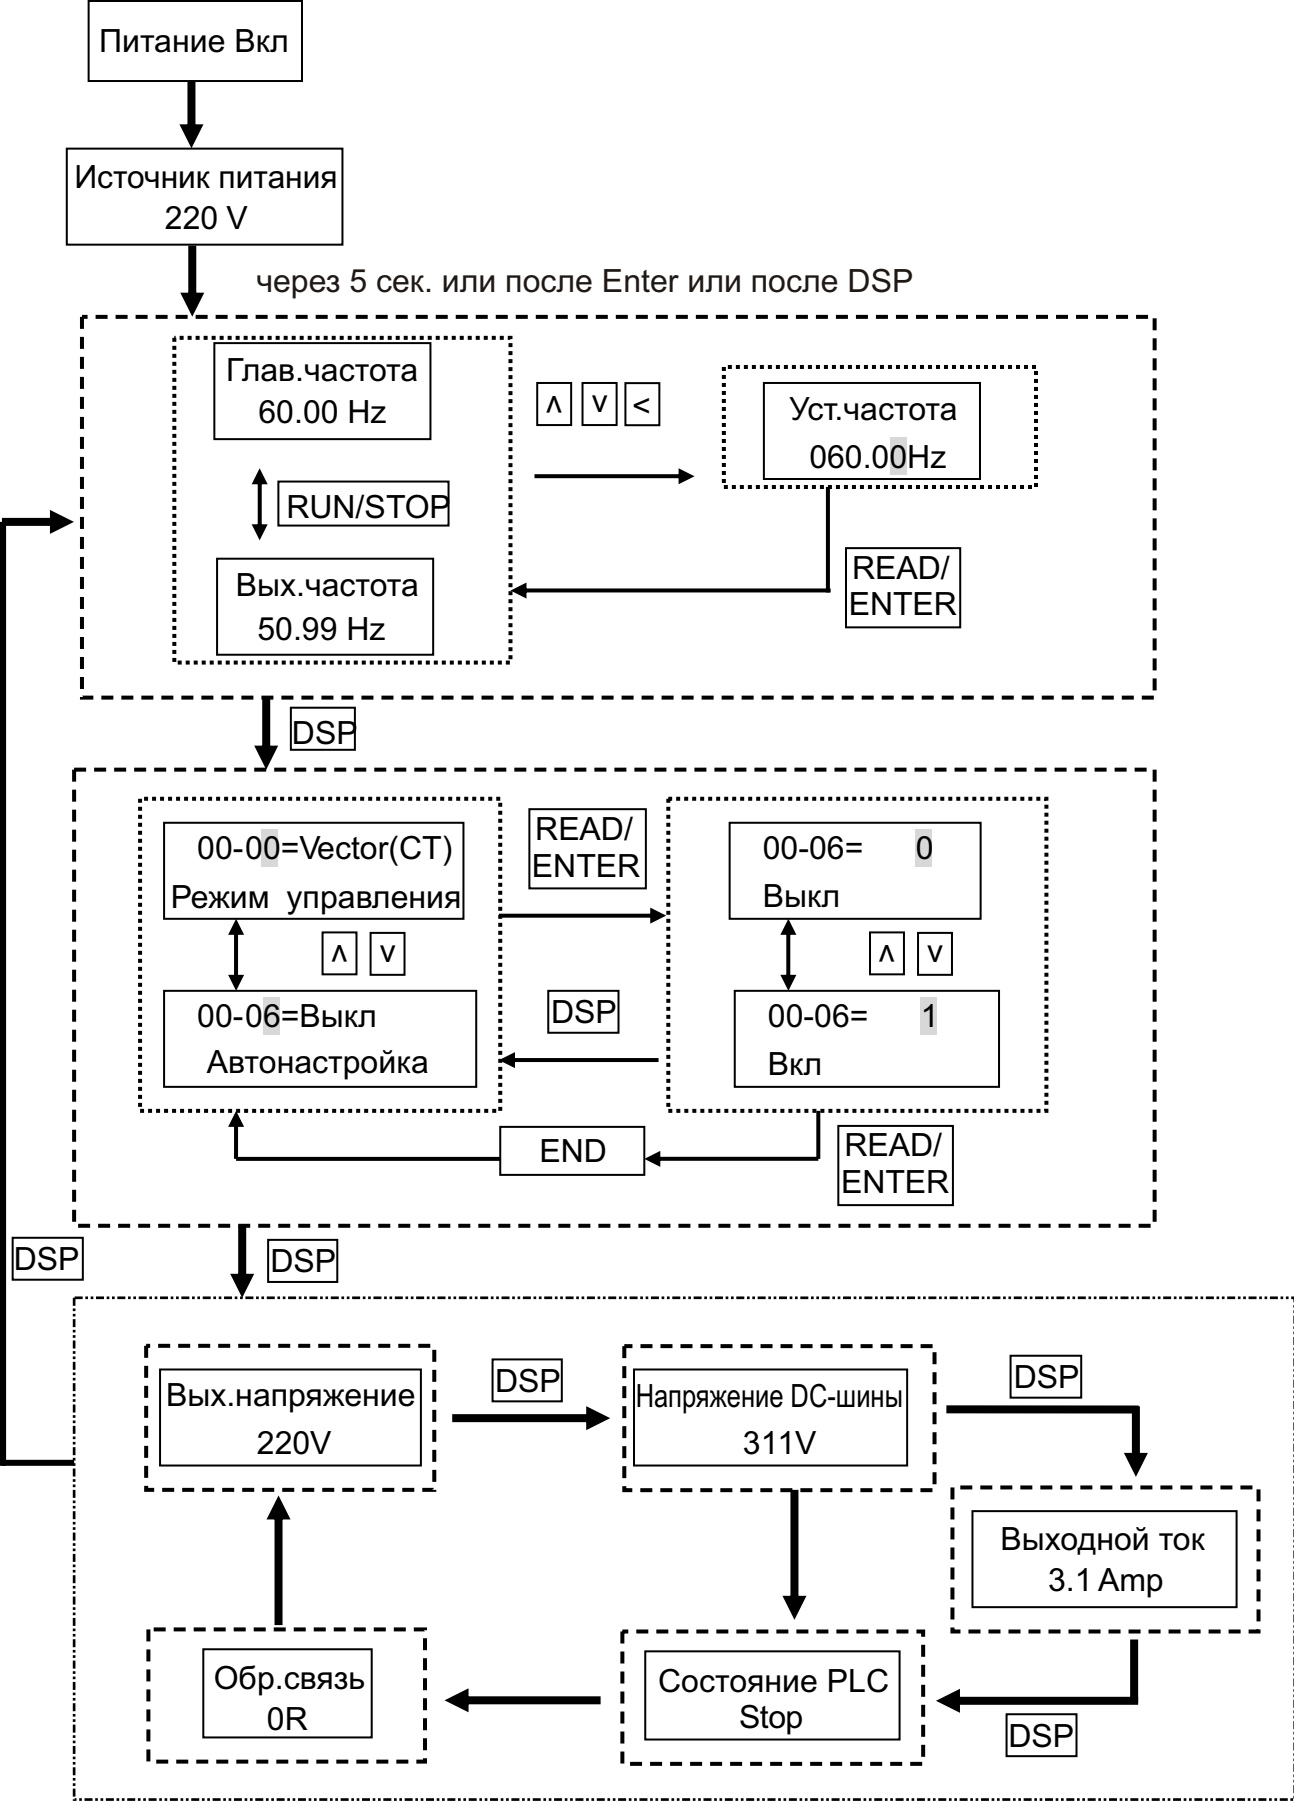 Питание Вкл
Источник питания
220 V
через 5 сек. или после Enter или после DSP
Глав.частота
60.00 Hz
˄ ˅ <
Уст.частота
060.00Hz
RUN/STOP
Вых.частота
50.99 Hz
READ/
ENTER
DSP
00-00=Vector(CT)
Режим управления
˄ ˅
00-06=Выкл
Автонастройка
READ/
ENTER
DSP
00-06= 0
Выкл
˄ ˅
00-06= 1
Вкл
END
READ/
ENTER
DSP
DSP
Вых.напряжение
220V
DSP
Напряжение DC-шины
311V
DSP
Выходной ток
3.1 Amp
Обр.связь
0R
Состояние PLC
Stop
DSP